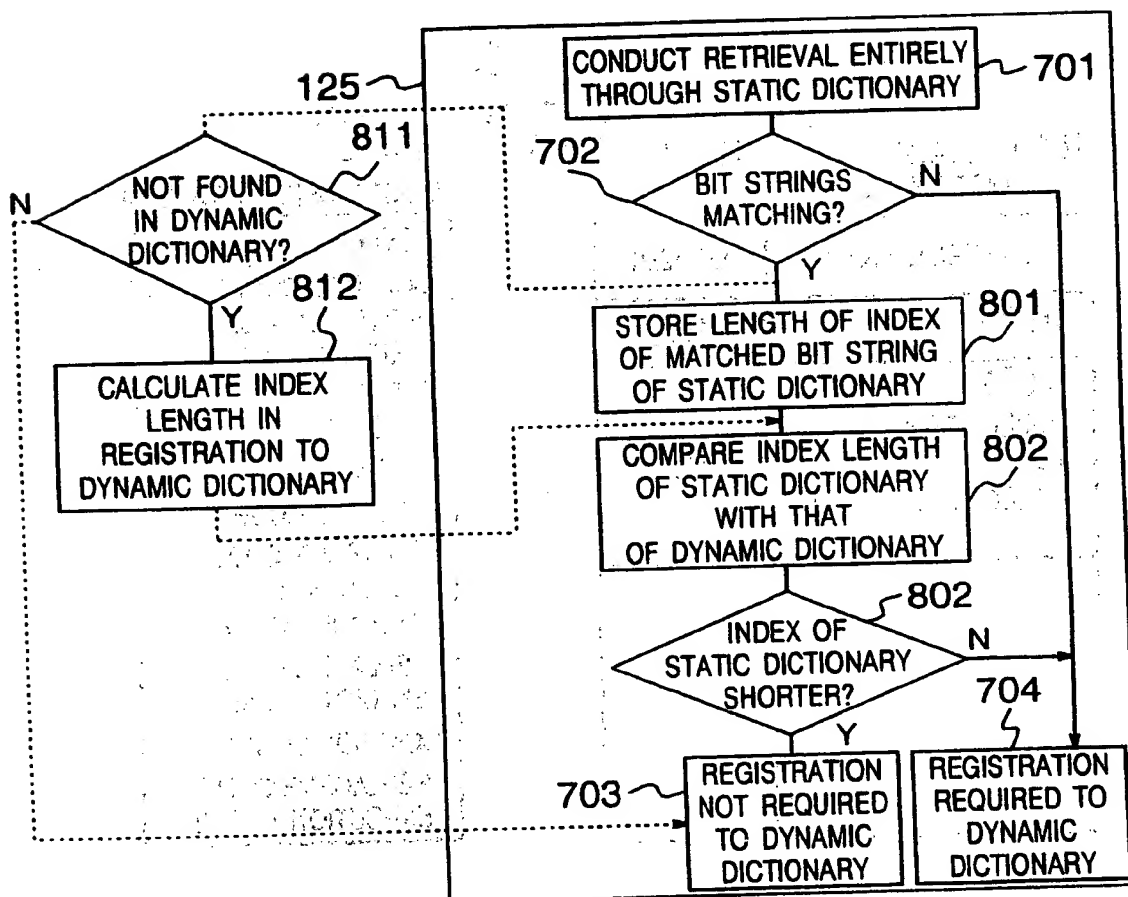 CONDUCT RETRIEVAL ENTIRELY
THROUGH STATIC DICTIONARY
701
125
811
NOT FOUND
IN DYNAMIC
DICTIONARY?
N
Y
812
CALCULATE INDEX
LENGTH IN
REGISTRATION TO
DYNAMIC DICTIONARY
702
BIT STRINGS
MATCHING?
N
Y
STORE LENGTH OF INDEX
OF MATCHED BIT STRING
OF STATIC DICTIONARY
801
COMPARE INDEX LENGTH
OF STATIC DICTIONARY
WITH THAT
OF DYNAMIC DICTIONARY
802
802
INDEX OF
STATIC DICTIONARY
SHORTER?
N
Y
703
REGISTRATION
NOT REQUIRED
TO DYNAMIC
DICTIONARY
704
REGISTRATION
REQUIRED TO
DYNAMIC
DICTIONARY